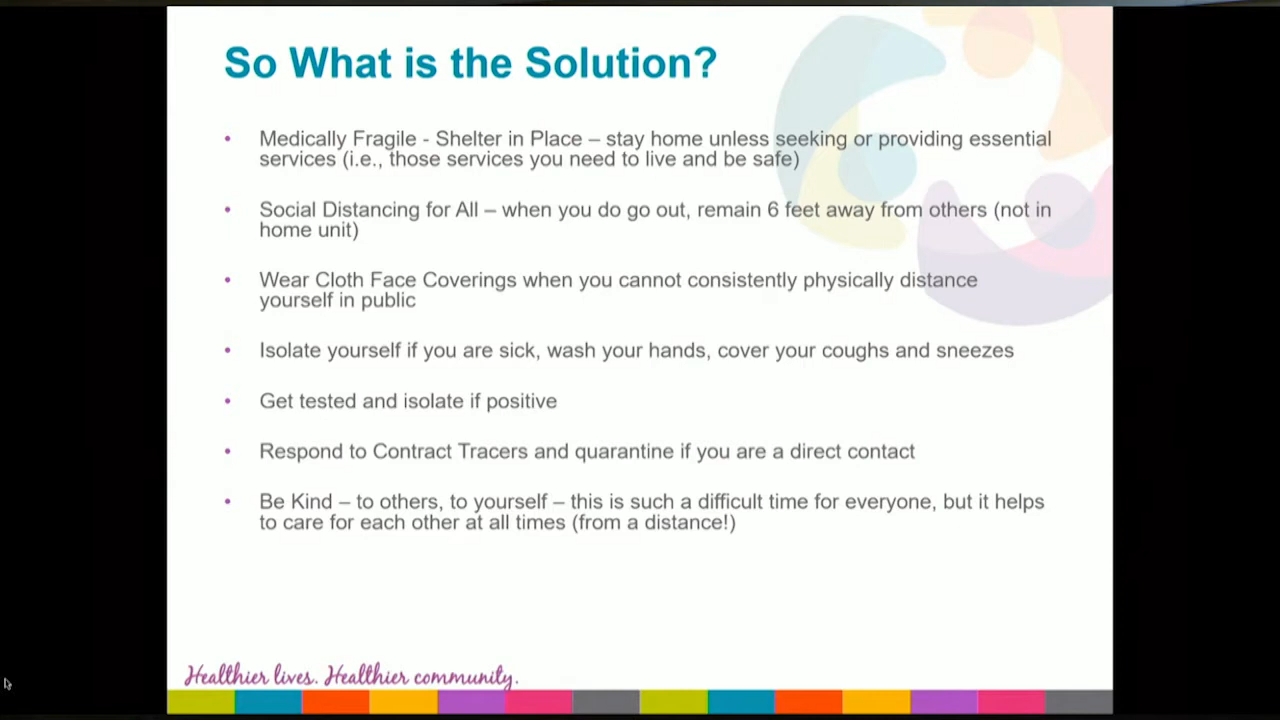 So What is the Solution?
• Medically Fragile - Shelter in Place – stay home unless seeking or providing essential
services (i.e., those services you need to live and be safe)
• Social Distancing for All – when you do go out, remain 6 feet away from others (not in
home unit)
• Wear Cloth Face Coverings when you cannot consistently physically distance
yourself in public
• Isolate yourself if you are sick, wash your hands, cover your coughs and sneezes
• Get tested and isolate if positive
• Respond to Contract Tracers and quarantine if you are a direct contact
• Be Kind – to others, to yourself – this is such a difficult time for everyone, but it helps
to care for each other at all times (from a distance!)
Healthier lives. Healthier community.